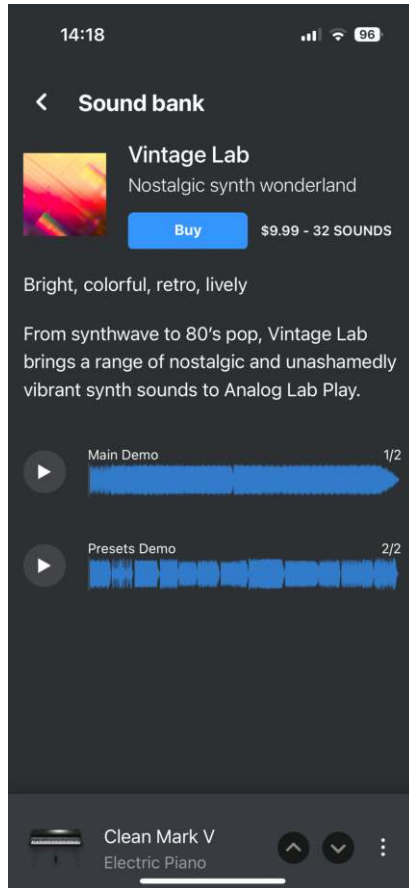 14:18
96
Sound bank
Vintage Lab
Nostalgic synth wonderland
Buy
$9.99 - 32 SOUNDS
Bright, colorful, retro, lively
From synthwave to 80’s pop, Vintage Lab
brings a range of nostalgic and unashamedly
vibrant synth sounds to Analog Lab Play.
Main Demo
1/2
Presets Demo
2/2
Clean Mark V
Electric Piano